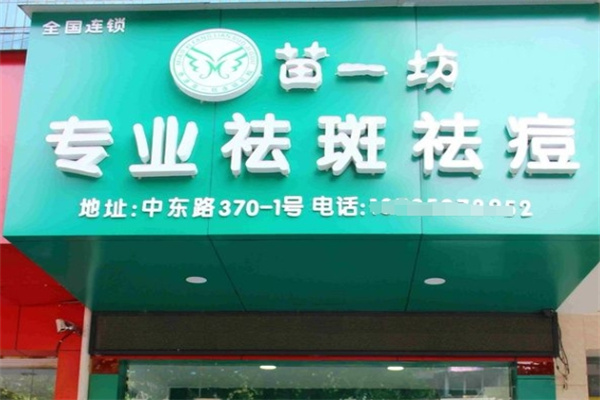 全国连锁
苗一坊
专业祛斑祛痘
地址:中东路370-1号 电话: